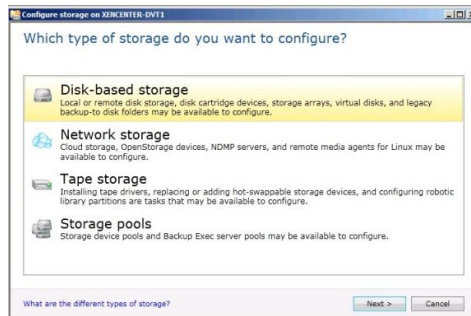 Configure storage on XENCENTER-DVT1
Which type of storage do you want to configure?
Disk-based storage
Local or remote disk storage, disk cartridge devices, storage arrays, virtual disks, and legacy
backup-to disk folders may be available to configure.
Network storage
Cloud storage, OpenStorage devices, NDMP servers, and remote media agents for Linux may be
available to configure.
Tape storage
Installing tape drivers, replacing or adding hot-swappable storage devices, and configuring robotic
library partitions are tasks that may be available to configure.
Storage pools
Storage device pools and Backup Exec server pools may be available to configure.
What are the different types of storage?
Next >
Cancel